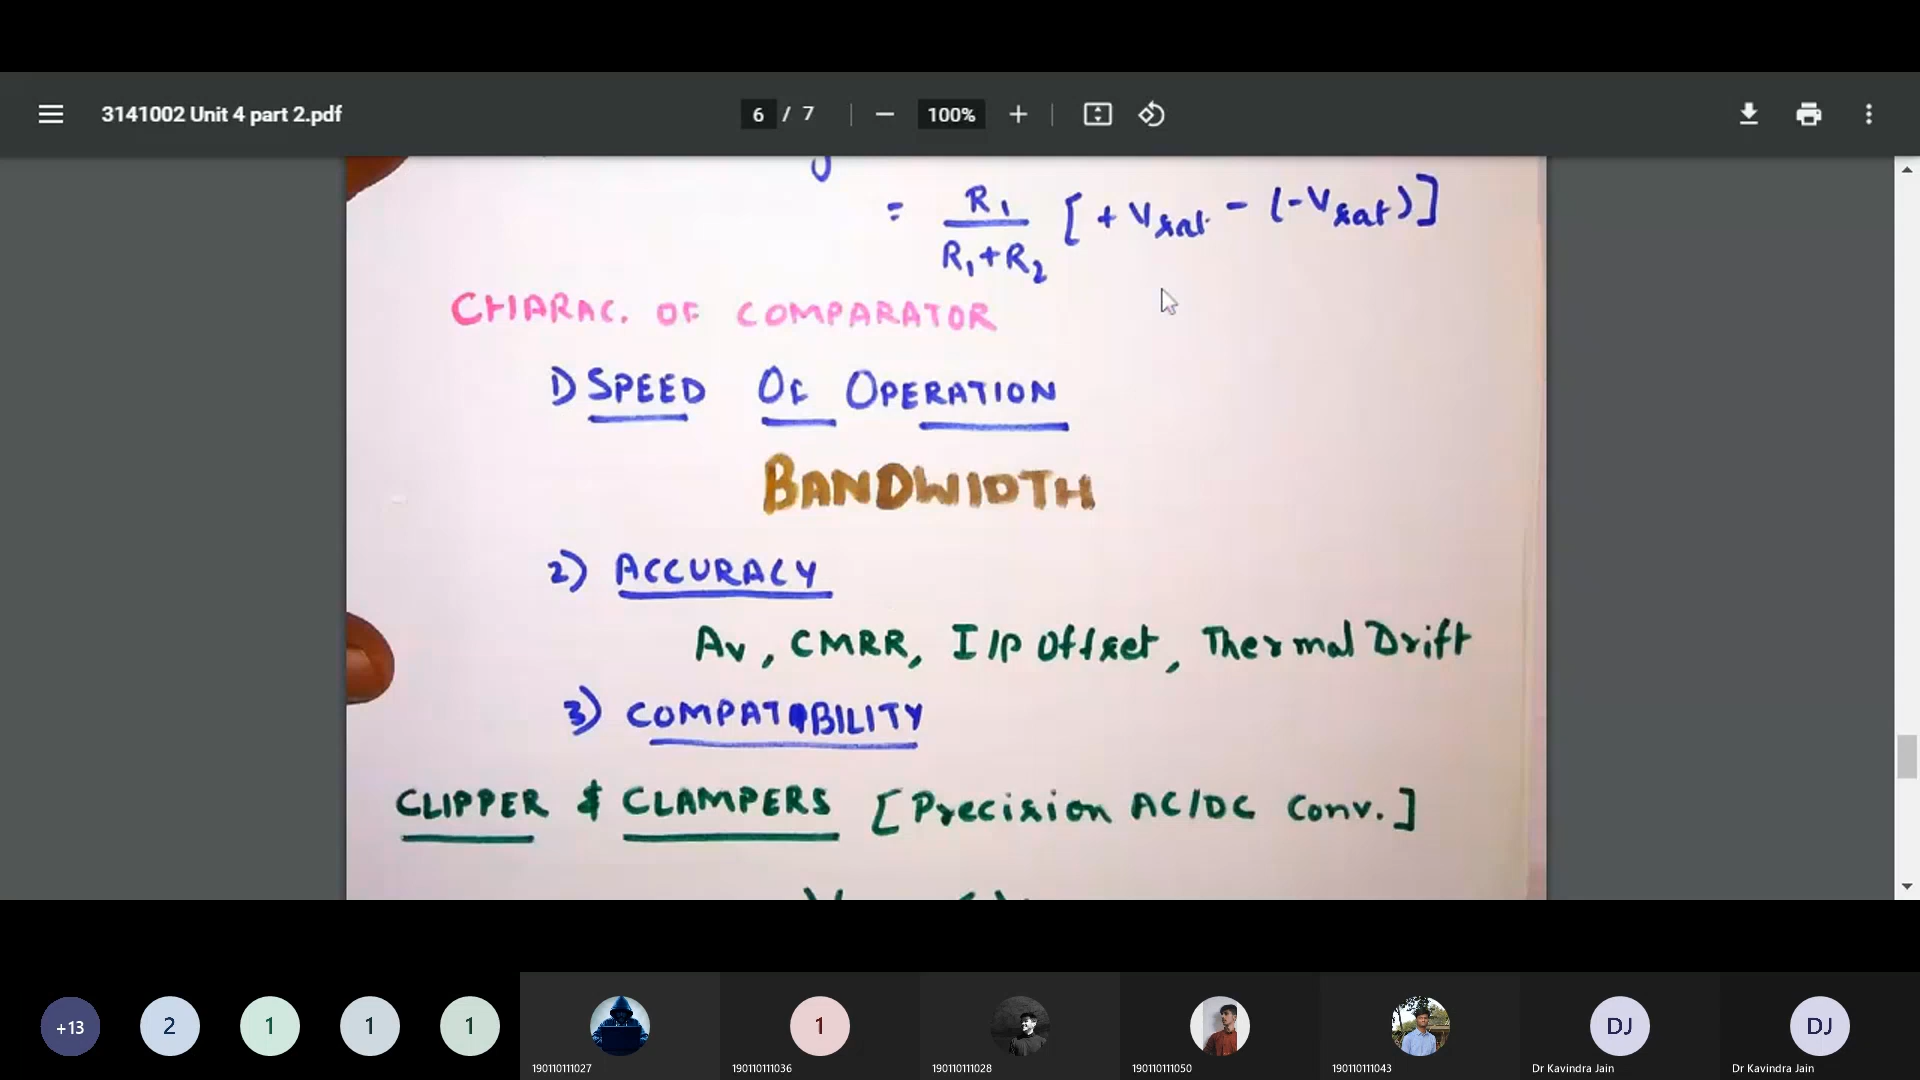 3141002 Unit 4 part 2.pdf
6 / 7
100%
= R1 / R1+R2 [ + Vsat - (-Vsat) ]
CHARAC. OF COMPARATOR
1) SPEED OF OPERATION
BANDWIDTH
2) ACCURACY
Av, CMRR, I/P Offset, Thermal Drift
3) COMPATIBILITY
CLIPPER & CLAMPERS [Precision AC/DC Conv.]
+13
2
1
1
1
1
DJ
DJ
190110111027
190110111036
190110111028
190110111050
190110111043
Dr Kavindra Jain
Dr Kavindra Jain